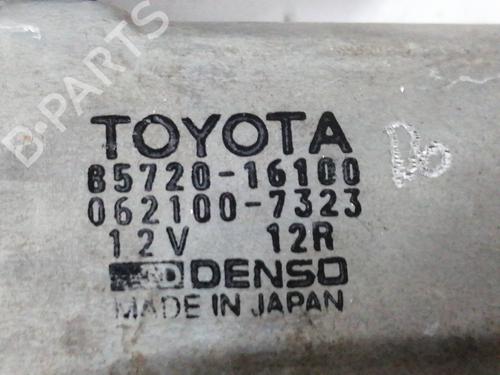 B-PARTS
TOYOTA
85720-16100
062100-7323
12V 12R
DENSO
MADE IN JAPAN